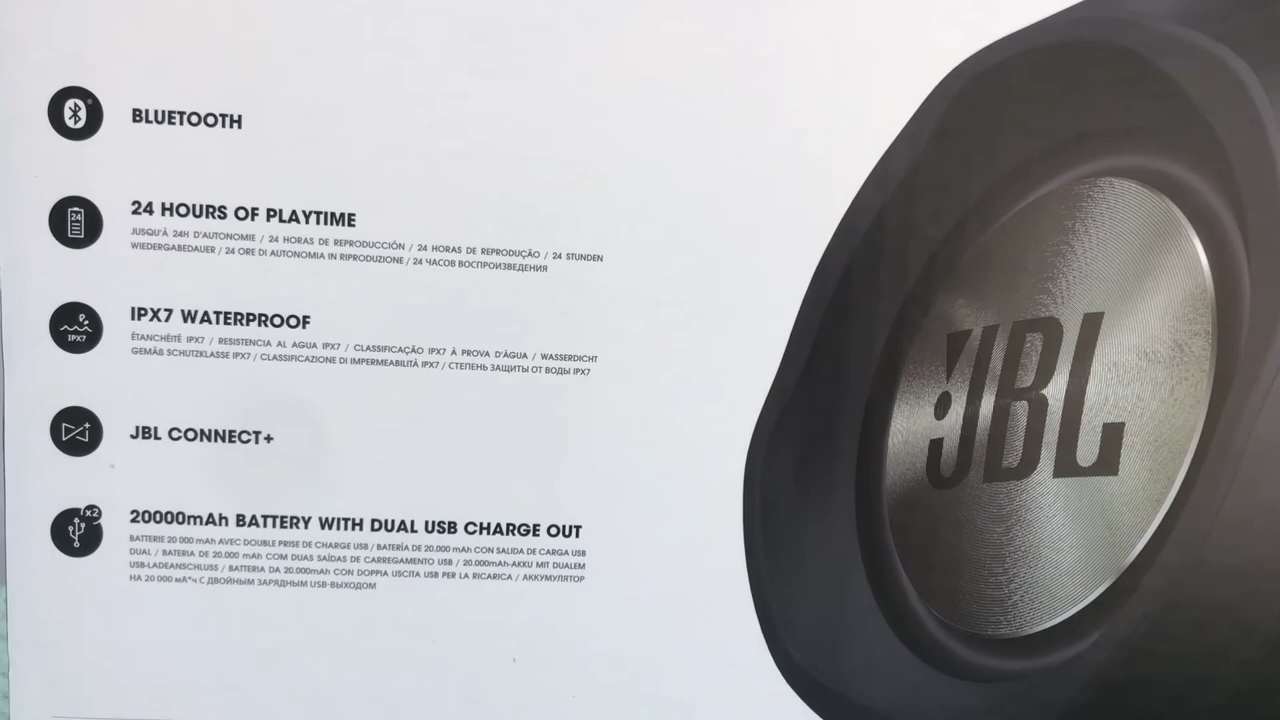 BLUETOOTH
24
24 HOURS OF PLAYTIME
JUSQU'À 24H D'AUTONOMIE / 24 HORAS DE REPRODUCCIÓN / 24 HORAS DE REPRODUÇÃO / 24 STUNDEN
WIEDERGABEDAUER / 24 ORE DI AUTONOMIA IN RIPRODUZIONE / 24 ЧАСОВ ВОСПРОИЗВЕДЕНИЯ
IPX7
IPX7 WATERPROOF
ÉTANCHÉITÉ IPX7 / RESISTENCIA AL AGUA IPX7 / CLASSIFICAÇÃO IPX7 À PROVA D'ÁGUA / WASSERDICHT
GEMÄß SCHUTZKLASSE IPX7 / CLASSIFICAZIONE DI IMPERMEABILITÀ IPX7 / СТЕПЕНЬ ЗАЩИТЫ ОТ ВОДЫ IPX7
JBL CONNECT+
x2
20000mAh BATTERY WITH DUAL USB CHARGE OUT
BATTERIE 20 000 mAh AVEC DOUBLE PRISE DE CHARGE USB / BATERÍA DE 20.000 mAh CON SALIDA DE CARGA USB
DUAL / BATERIA DE 20.000 mAh COM DUAS SAÍDAS DE CARREGAMENTO USB / 20.000mAh-AKKU MIT DUALEM
USB-LADEANSCHLUSS / BATTERIA DA 20.000mAh CON DOPPIA USCITA USB PER LA RICARICA / АККУМУЛЯТОР
НА 20 000 мА*ч С ДВОЙНЫМ ЗАРЯДНЫМ USB-ВЫХОДОМ
JBL